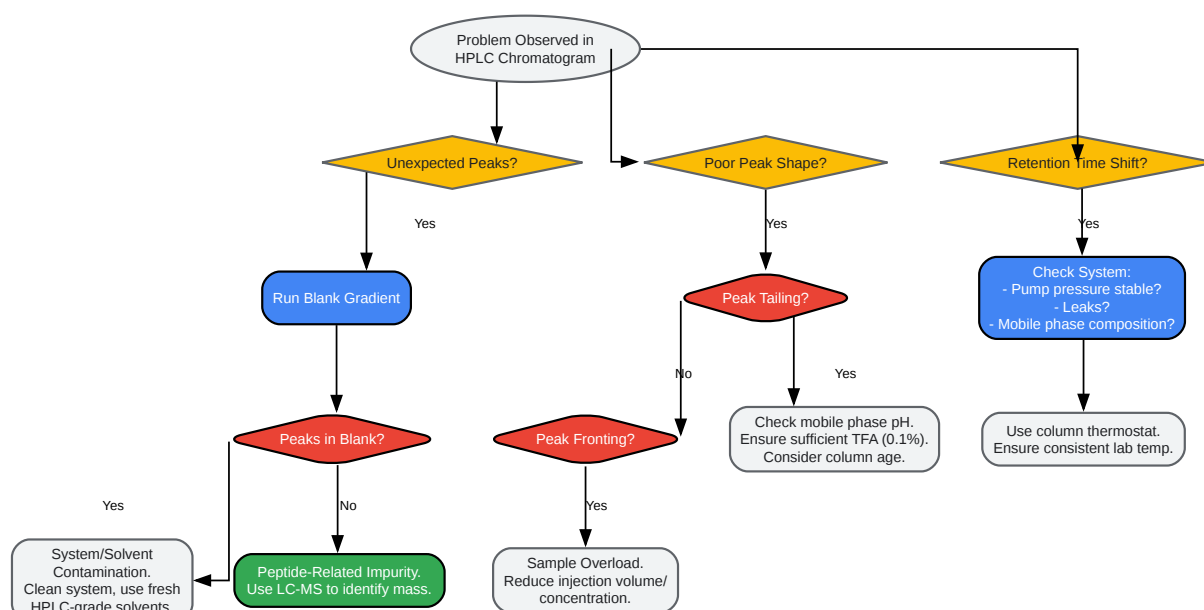 Problem Observed in
HPLC Chromatogram
Unexpected Peaks?
Poor Peak Shape?
Retention Time Shift?
Yes
Yes
Yes
Run Blank Gradient
Peak Tailing?
Check System:
- Pump pressure stable?
- Leaks?
- Mobile phase composition?
No
Yes
Peaks in Blank?
Peak Fronting?
Check mobile phase pH.
Ensure sufficient TFA (0.1%).
Consider column age.
Use column thermostat.
Ensure consistent lab temp.
Yes
No
Yes
System/Solvent
Contamination.
Clean system, use fresh
HPLC-grade solvents.
Peptide-Related Impurity.
Use LC-MS to identify mass.
Sample Overload.
Reduce injection volume/
concentration.